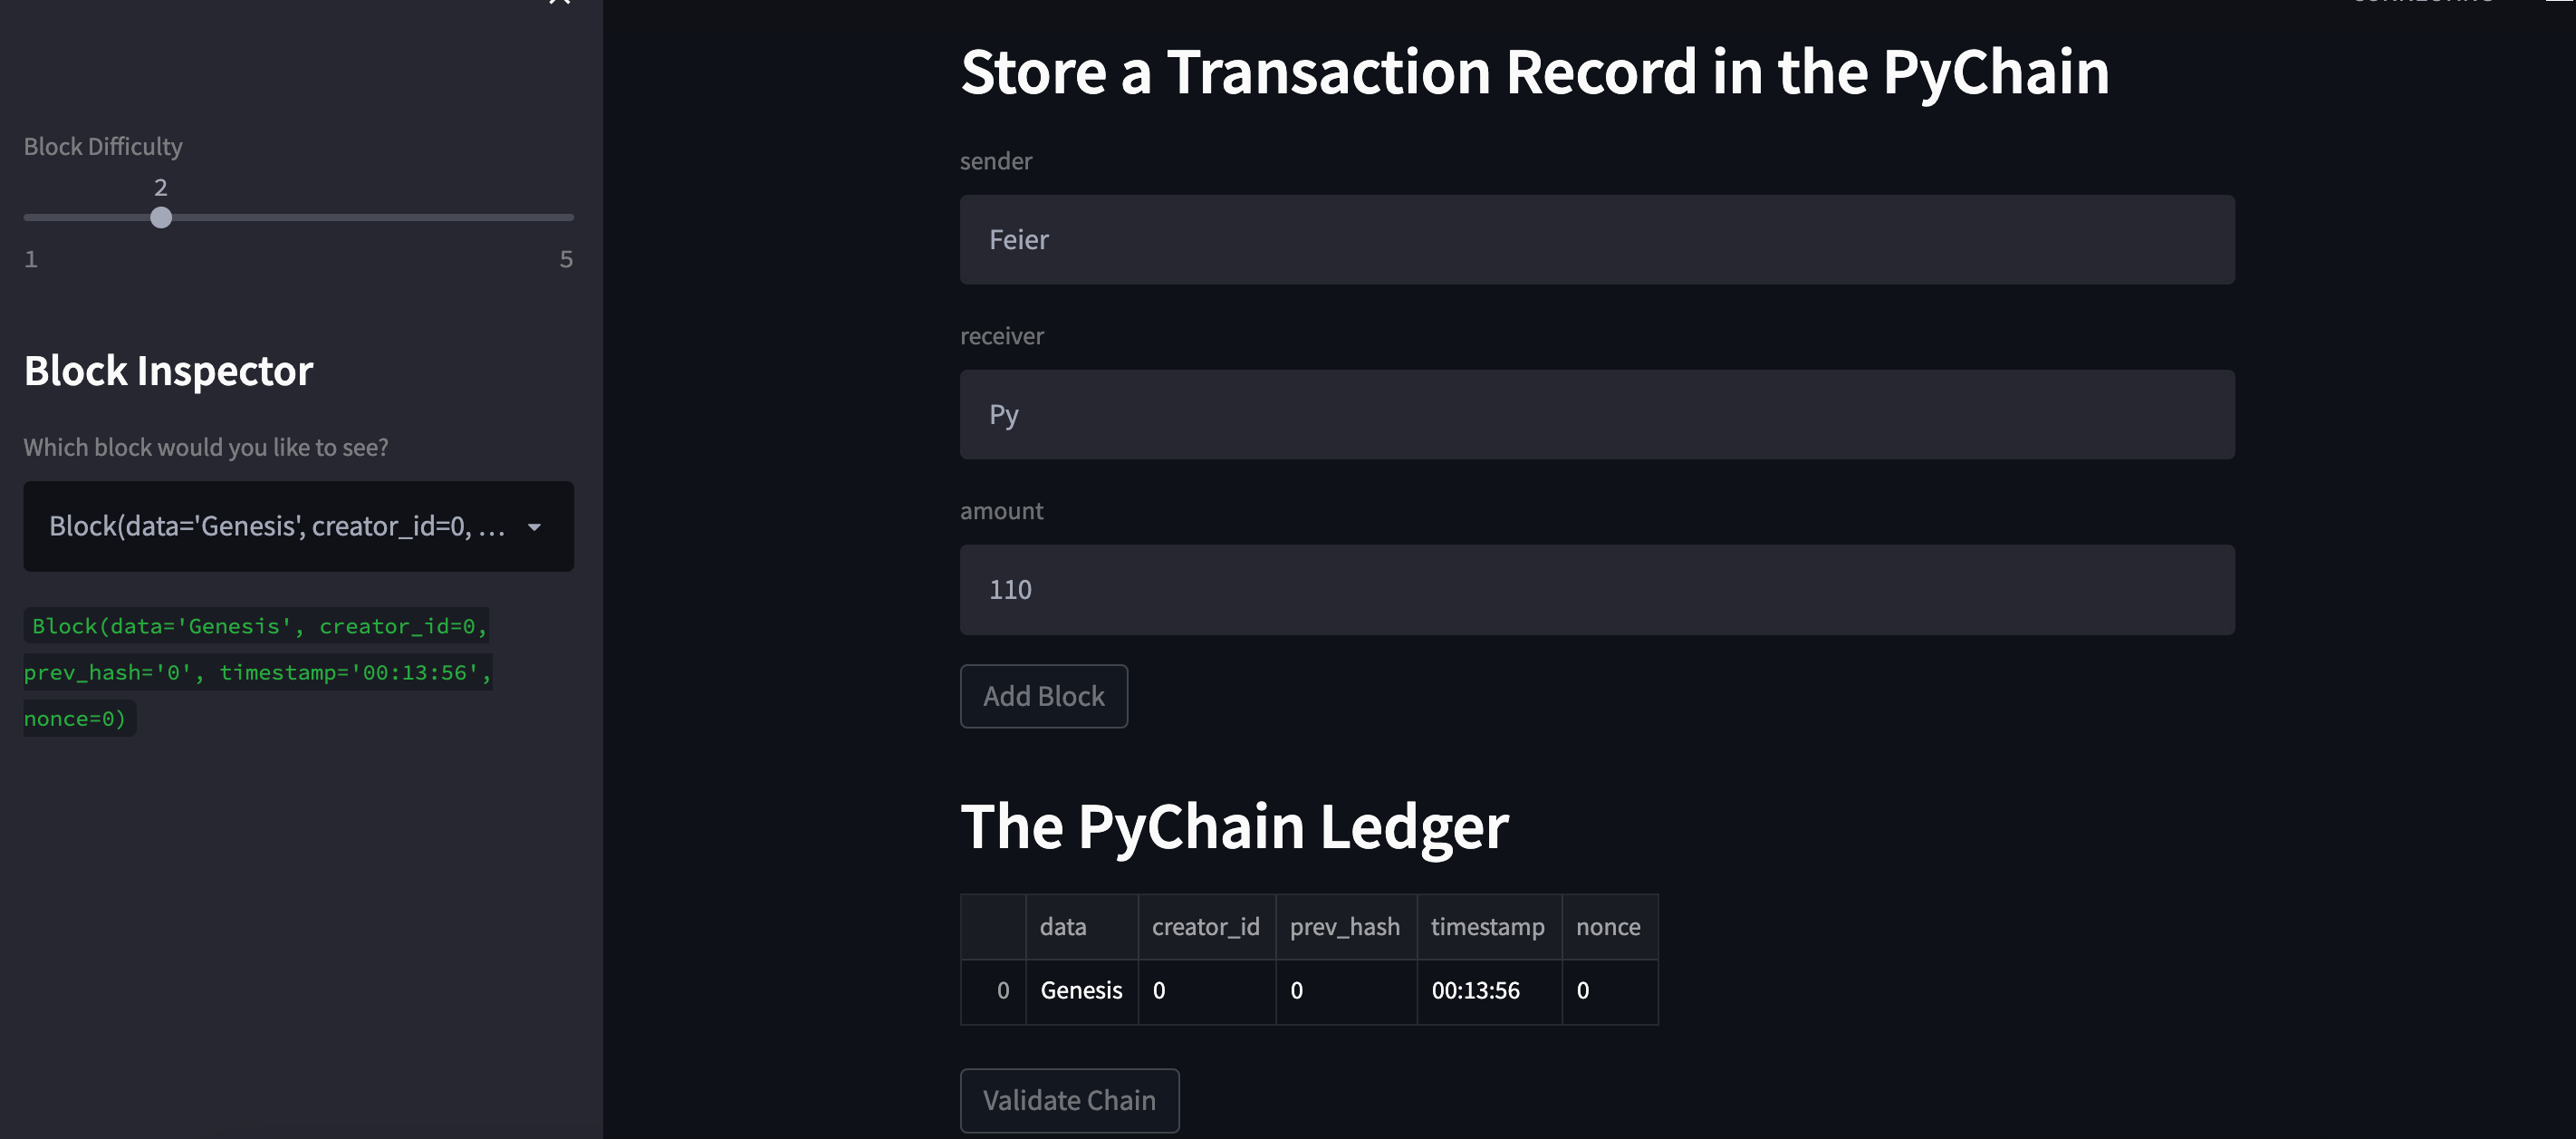 Block Difficulty
2
1 5
Block Inspector
Which block would you like to see?
Block(data='Genesis', creator_id=0, ...
Block(data='Genesis', creator_id=0,
prev_hash='0', timestamp='00:13:56',
nonce=0)
Store a Transaction Record in the PyChain
sender
Feier
receiver
Py
amount
110
Add Block
The PyChain Ledger
data creator_id prev_hash timestamp nonce
0 Genesis 0 0 00:13:56 0
Validate Chain